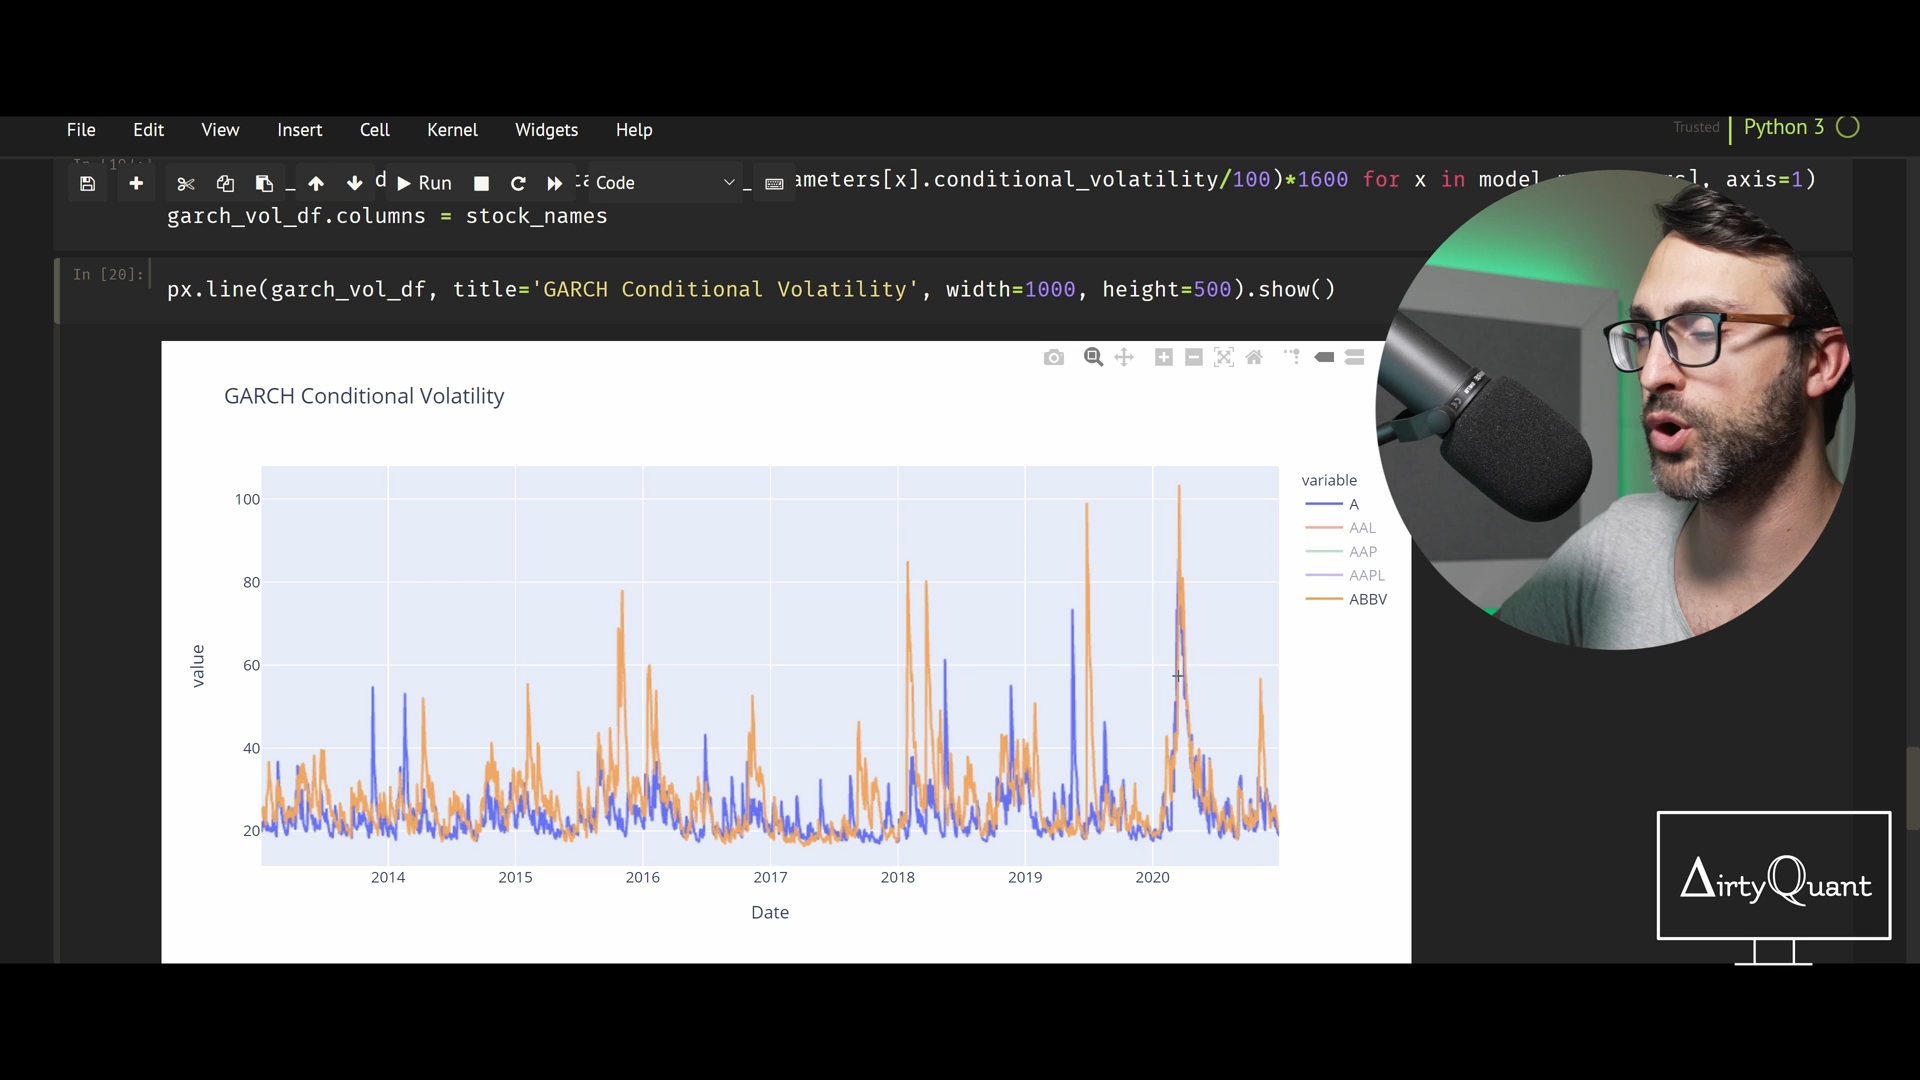 File Edit View Insert Cell Kernel Widgets Help
Trusted Python 3
Run Code
ameters[x].conditional_volatility/100)*1600 for x in model , axis=1)
garch_vol_df.columns = stock_names
In [20]:
px.line(garch_vol_df, title='GARCH Conditional Volatility', width=1000, height=500).show()
GARCH Conditional Volatility
variable
A
AAL
AAP
AAPL
ABBV
100
80
60
40
20
value
2014 2015 2016 2017 2018 2019 2020
Date
ΔirtyQuant